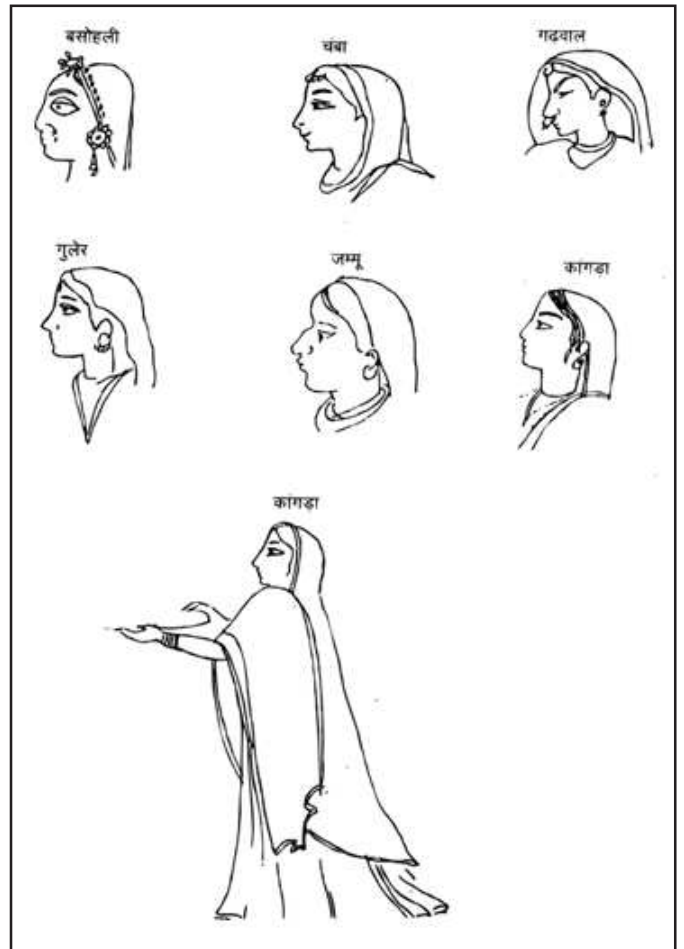 बसोहली
चंबा
गढ़वाल
गुलेर
जम्मू
कांगड़ा
कांगड़ा